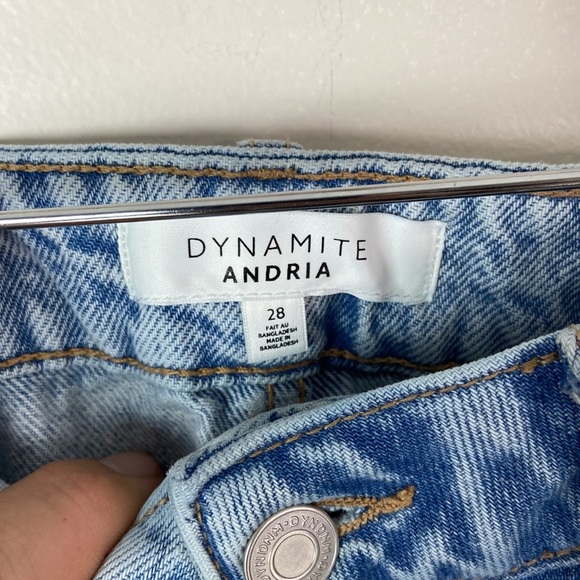 DYNAMITE
ANDRIA
28
FAIT AU
BANGLADESH
MADE IN
BANGLADESH